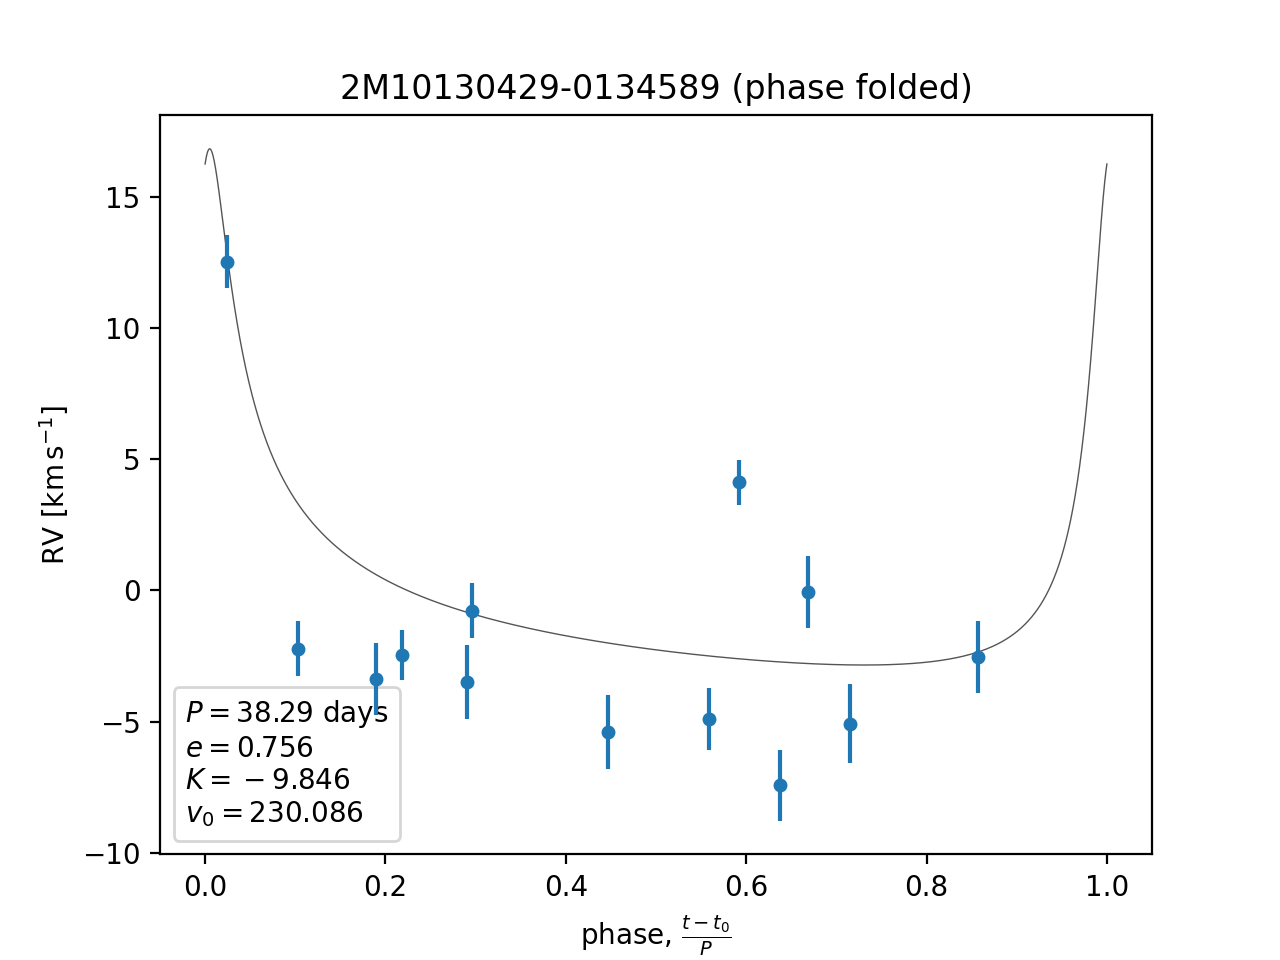 2M10130429-0134589 (phase folded)
15
10
5
0
−5
−10
RV [km s⁻¹]
P = 38.29 days
e = 0.756
K = −9.846
v₀ = 230.086
0.0 0.2 0.4 0.6 0.8 1.0
phase, (t − t₀)/P